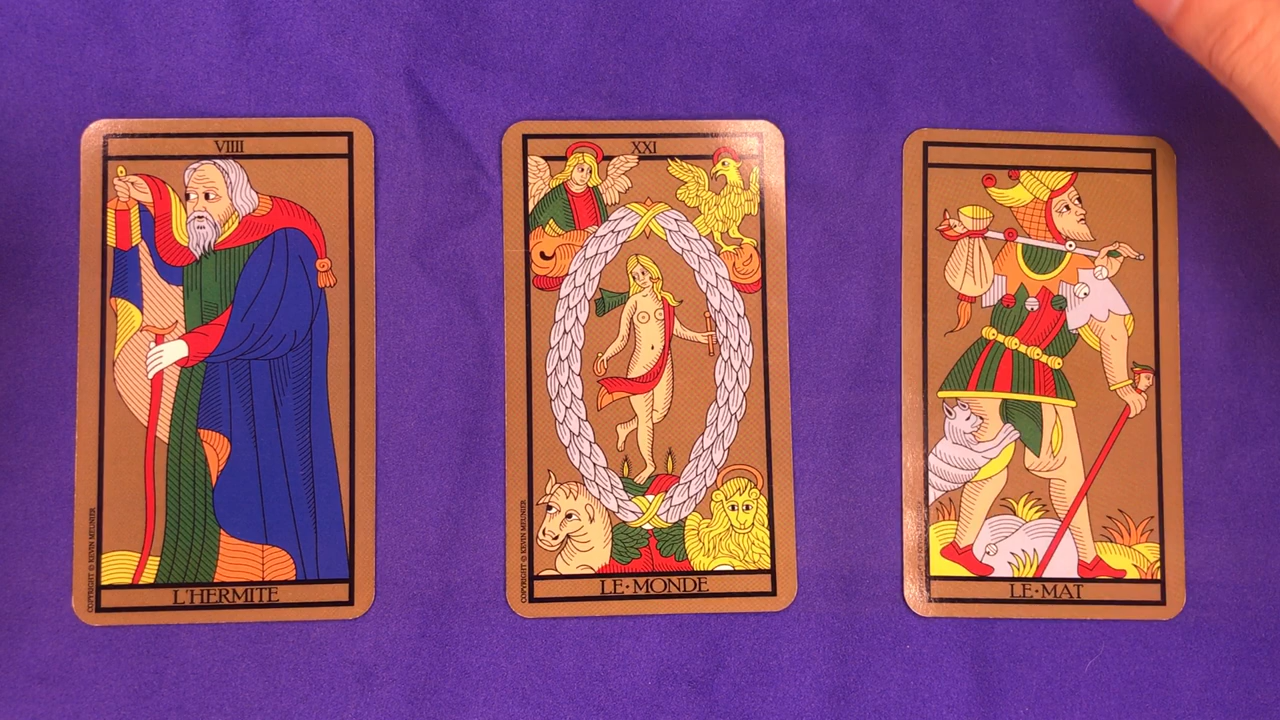 VIIII
L'HERMITE
COPYRIGHT © KEVIN MEUNIER
XXI
LE•MONDE
COPYRIGHT © KEVIN MEUNIER
LE•MAT